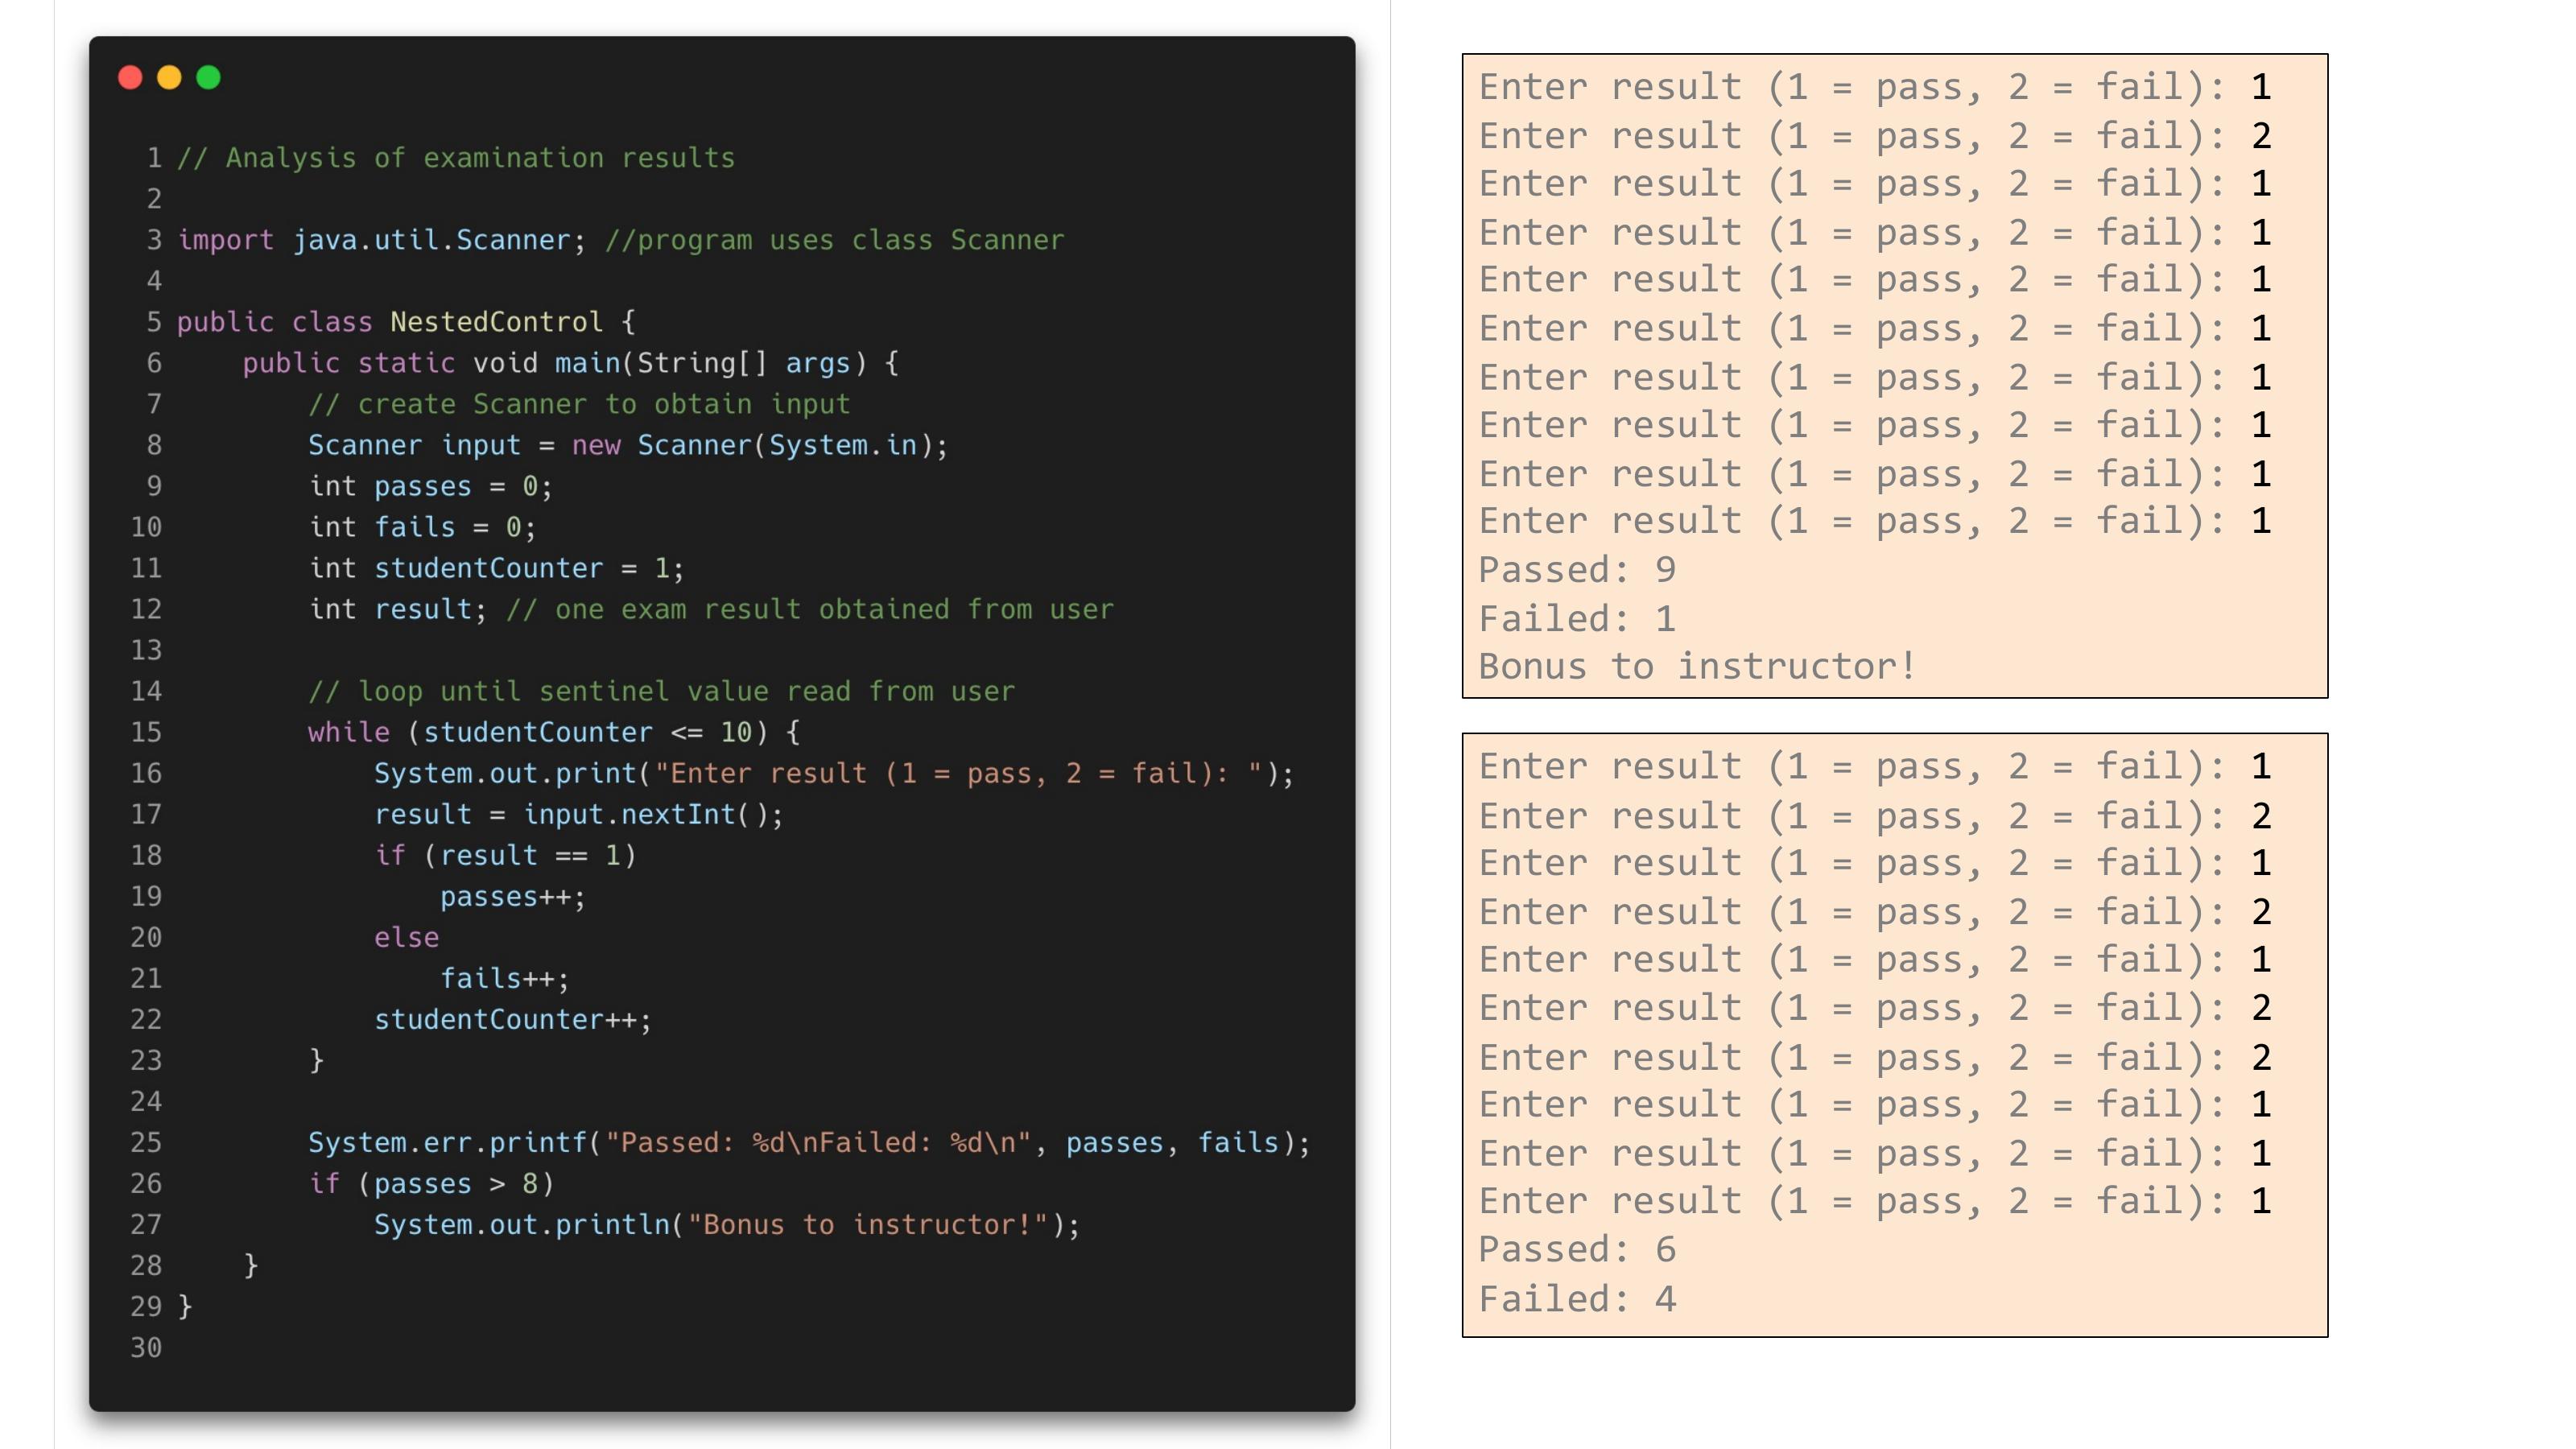 1 // Analysis of examination results
2
3 import java.util.Scanner; //program uses class Scanner
4
5 public class NestedControl {
6     public static void main(String[] args) {
7         // create Scanner to obtain input
8         Scanner input = new Scanner(System.in);
9         int passes = 0;
10         int fails = 0;
11         int studentCounter = 1;
12         int result; // one exam result obtained from user
13
14         // loop until sentinel value read from user
15         while (studentCounter <= 10) {
16             System.out.print("Enter result (1 = pass, 2 = fail): ");
17             result = input.nextInt();
18             if (result == 1)
19                 passes++;
20             else
21                 fails++;
22             studentCounter++;
23         }
24
25         System.err.printf("Passed: %d\nFailed: %d\n", passes, fails);
26         if (passes > 8)
27             System.out.println("Bonus to instructor!");
28     }
29 }
30
Enter result (1 = pass, 2 = fail): 1
Enter result (1 = pass, 2 = fail): 2
Enter result (1 = pass, 2 = fail): 1
Enter result (1 = pass, 2 = fail): 1
Enter result (1 = pass, 2 = fail): 1
Enter result (1 = pass, 2 = fail): 1
Enter result (1 = pass, 2 = fail): 1
Enter result (1 = pass, 2 = fail): 1
Enter result (1 = pass, 2 = fail): 1
Enter result (1 = pass, 2 = fail): 1
Passed: 9
Failed: 1
Bonus to instructor!
Enter result (1 = pass, 2 = fail): 1
Enter result (1 = pass, 2 = fail): 2
Enter result (1 = pass, 2 = fail): 1
Enter result (1 = pass, 2 = fail): 2
Enter result (1 = pass, 2 = fail): 1
Enter result (1 = pass, 2 = fail): 2
Enter result (1 = pass, 2 = fail): 2
Enter result (1 = pass, 2 = fail): 1
Enter result (1 = pass, 2 = fail): 1
Enter result (1 = pass, 2 = fail): 1
Passed: 6
Failed: 4